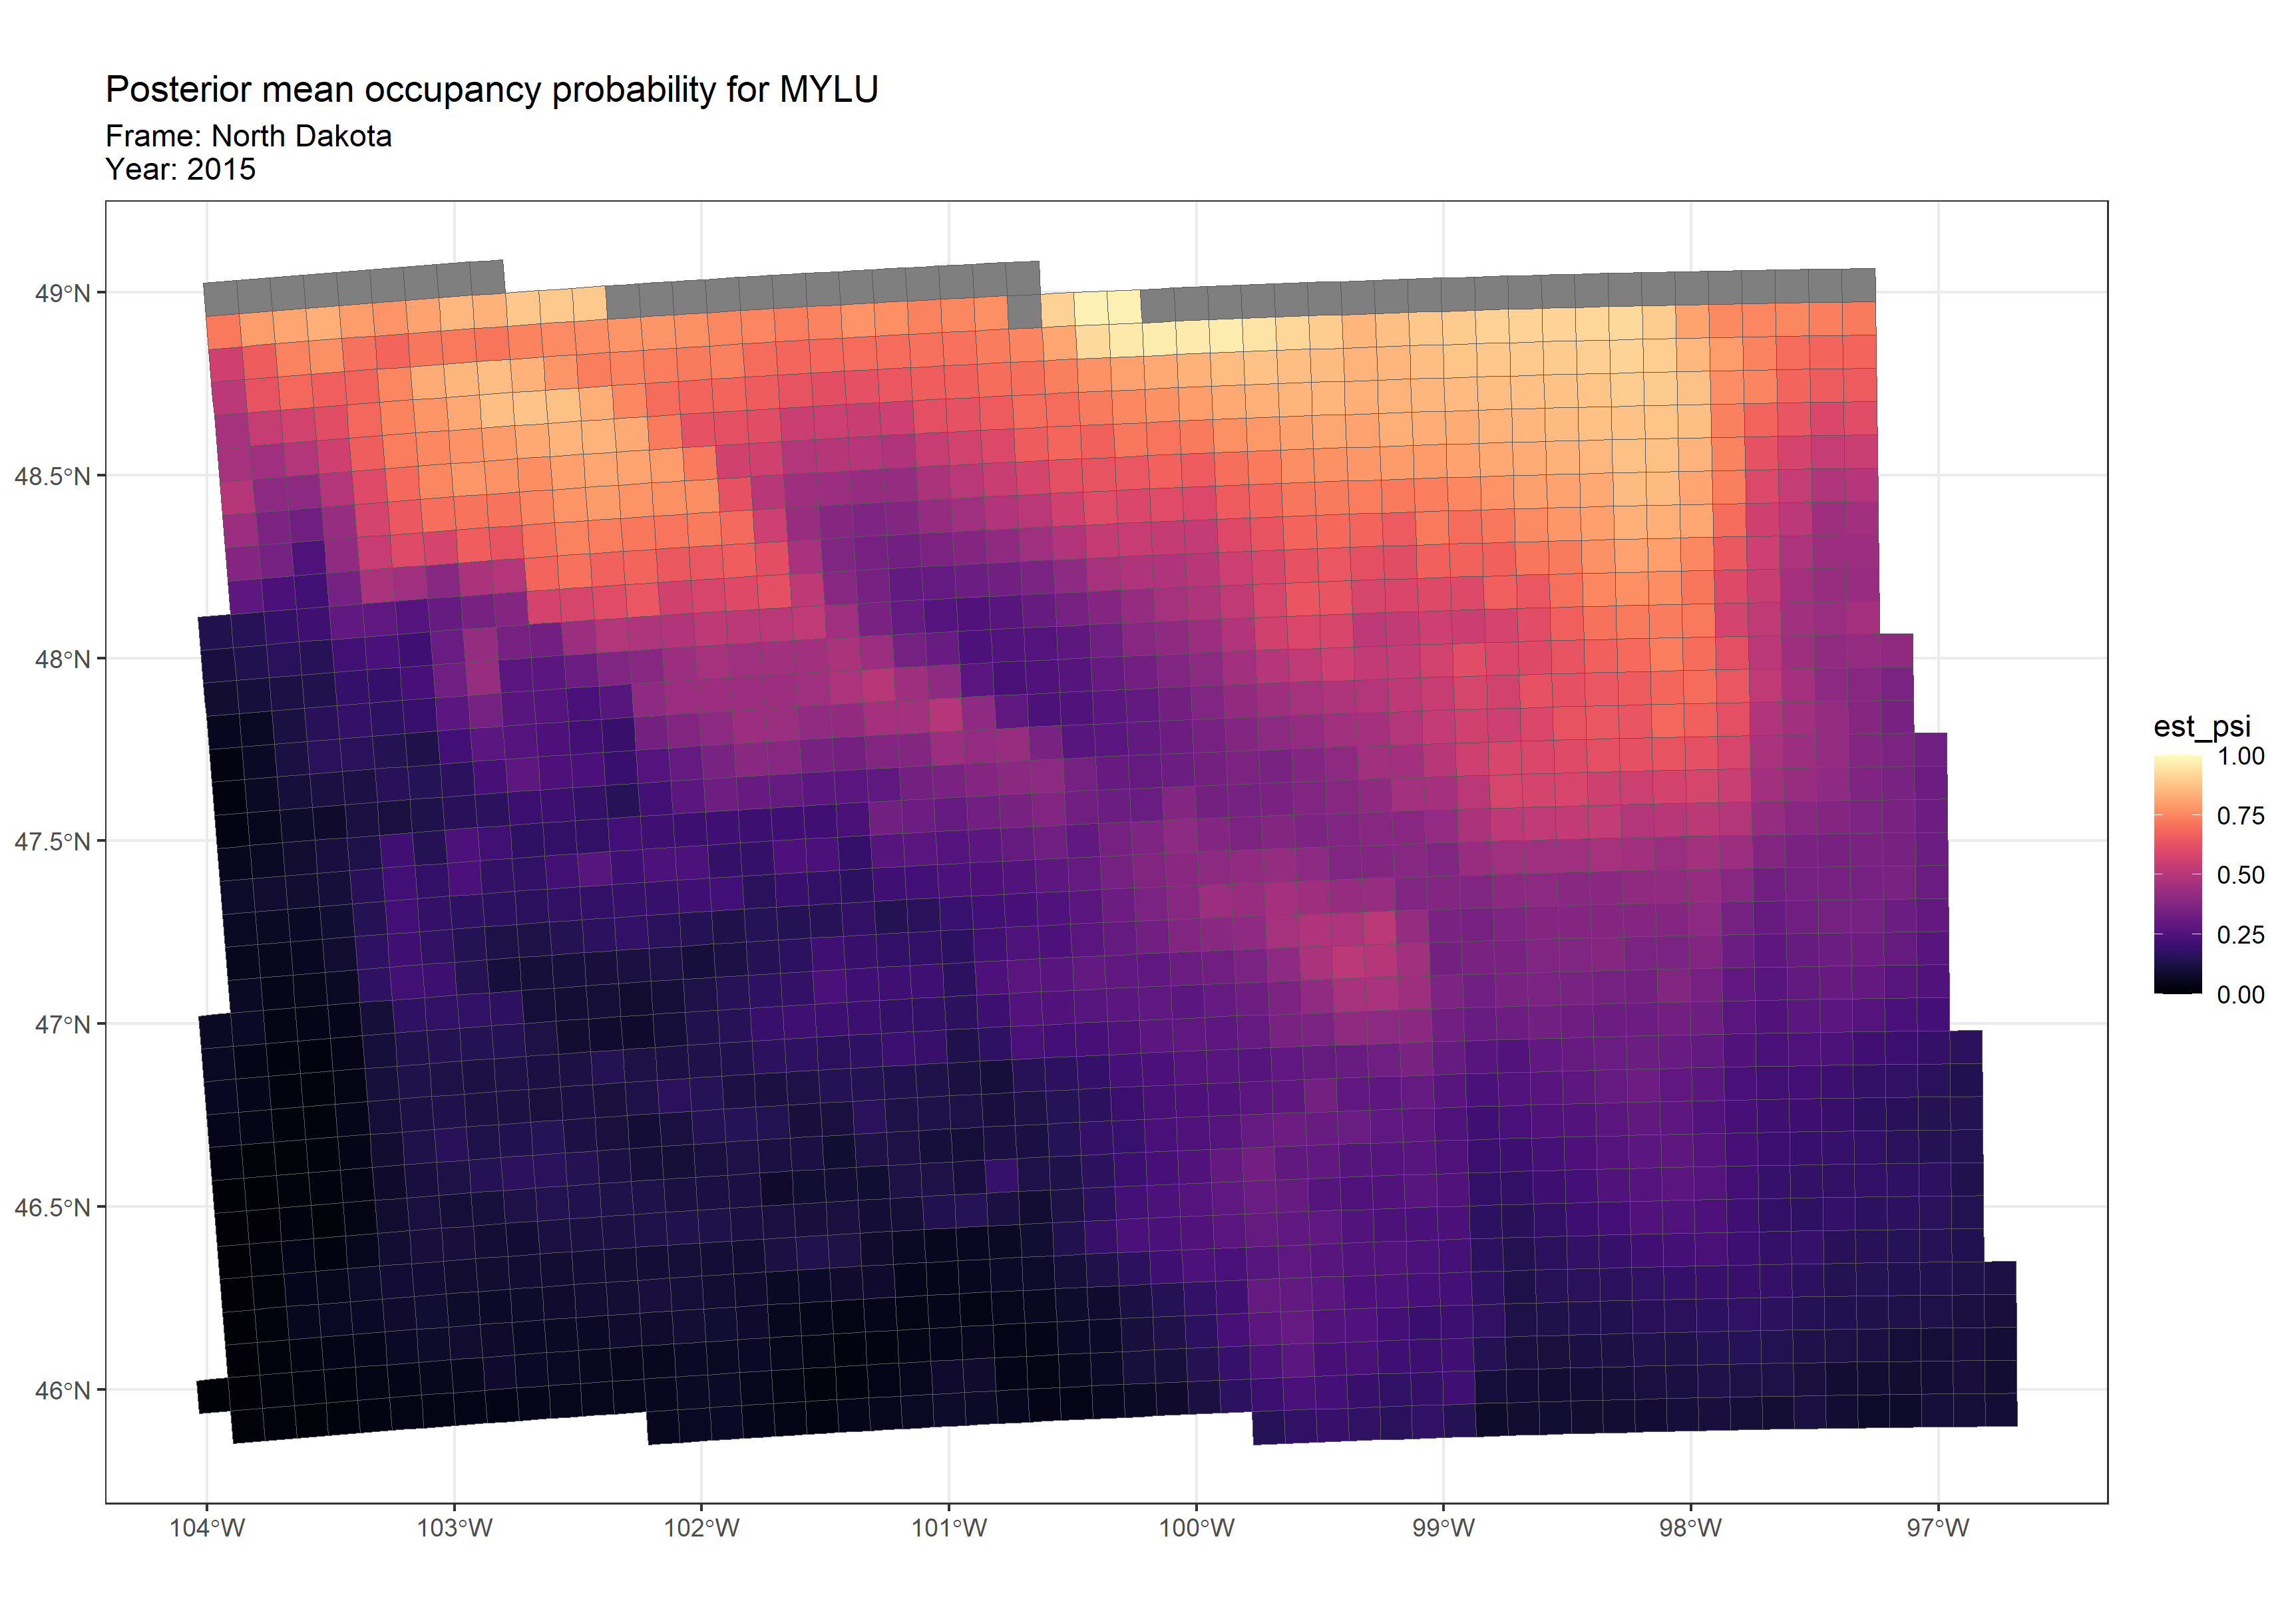 Posterior mean occupancy probability for MYLU
Frame: North Dakota
Year: 2015
49°N
48.5°N
48°N
47.5°N
47°N
46.5°N
46°N
104°W 103°W 102°W 101°W 100°W 99°W 98°W 97°W
est_psi
1.00
0.75
0.50
0.25
0.00